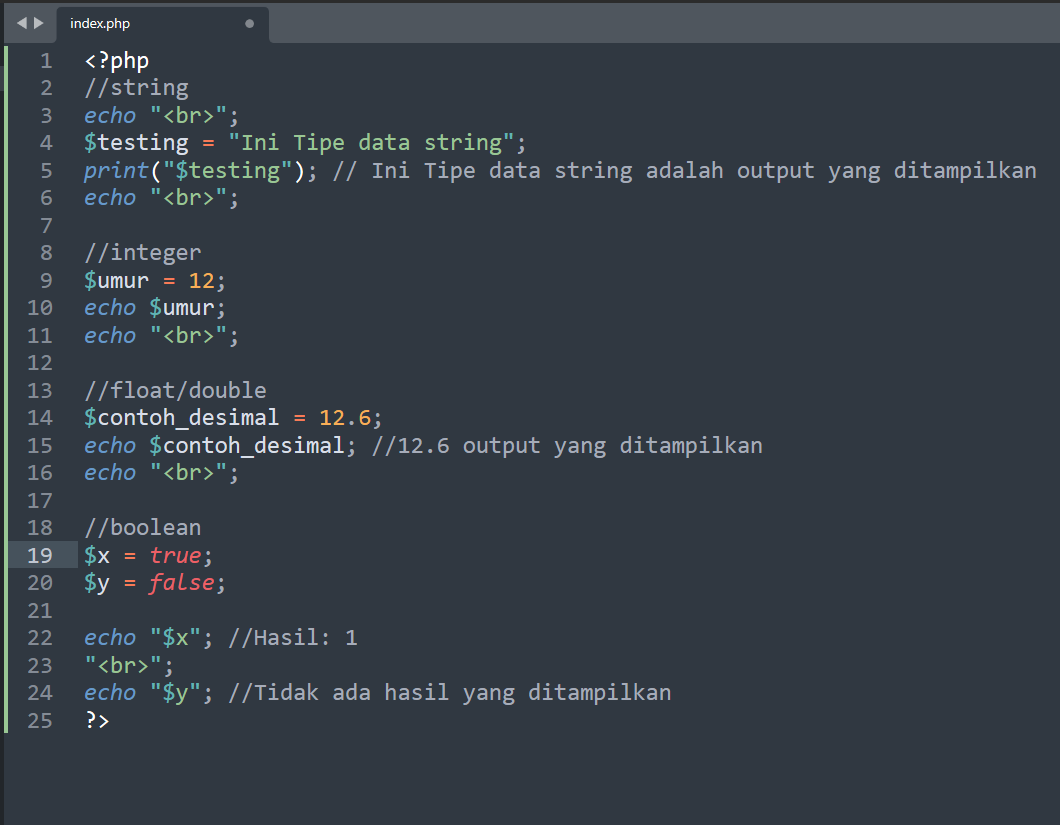 index.php
1 <?php
2 //string
3 echo "<br>";
4 $testing = "Ini Tipe data string";
5 print("$testing"); // Ini Tipe data string adalah output yang ditampilkan
6 echo "<br>";
7
8 //integer
9 $umur = 12;
10 echo $umur;
11 echo "<br>";
12
13 //float/double
14 $contoh_desimal = 12.6;
15 echo $contoh_desimal; //12.6 output yang ditampilkan
16 echo "<br>";
17
18 //boolean
19 $x = true;
20 $y = false;
21
22 echo "$x"; //Hasil: 1
23 "<br>";
24 echo "$y"; //Tidak ada hasil yang ditampilkan
25 ?>